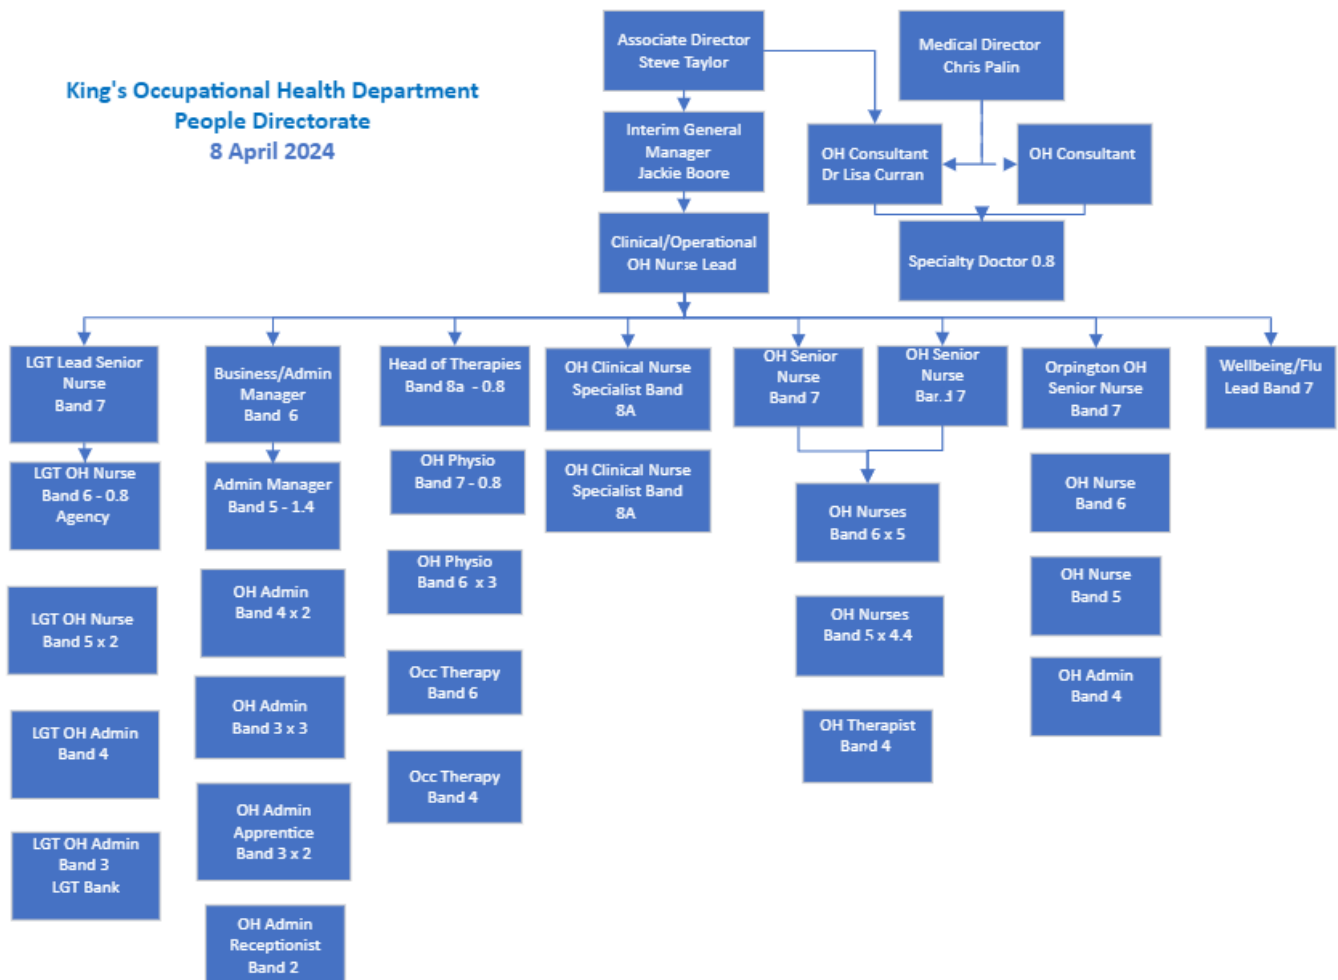 King's Occupational Health Department
People Directorate
8 April 2024
Associate Director
Steve Taylor
Medical Director
Chris Palin
Interim General
Manager
Jackie Boore
OH Consultant
Dr Lisa Curran
OH Consultant
Clinical/Operational
OH Nurse Lead
Specialty Doctor 0.8
LGT Lead Senior
Nurse
Band 7
Business/Admin
Manager
Band 6
Head of Therapies
Band 8a - 0.8
OH Clinical Nurse
Specialist Band
8A
OH Senior
Nurse
Band 7
OH Senior
Nurse
Band 7
Orpington OH
Senior Nurse
Band 7
Wellbeing/Flu
Lead Band 7
LGT OH Nurse
Band 6 - 0.8
Agency
Admin Manager
Band 5 - 1.4
OH Physio
Band 7 - 0.8
OH Clinical Nurse
Specialist Band
8A
OH Nurses
Band 6 x 5
OH Nurse
Band 6
LGT OH Nurse
Band 5 x 2
OH Admin
Band 4 x 2
OH Physio
Band 6 x 3
OH Nurses
Band 5 x 4.4
OH Nurse
Band 5
LGT OH Admin
Band 4
OH Admin
Band 3 x 3
Occ Therapy
Band 6
OH Therapist
Band 4
OH Admin
Band 4
LGT OH Admin
Band 3
LGT Bank
OH Admin
Apprentice
Band 3 x 2
Occ Therapy
Band 4
OH Admin
Receptionist
Band 2